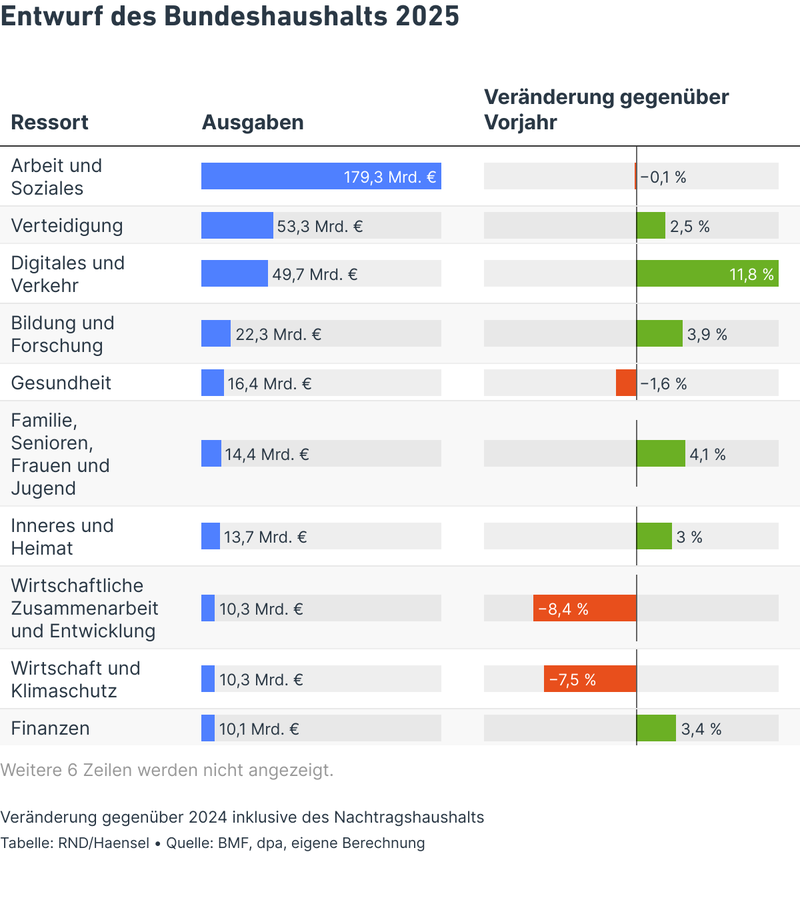 Entwurf des Bundeshaushalts 2025
Ressort
Ausgaben
Veränderung gegenüber
Vorjahr
Arbeit und
Soziales
179,3 Mrd. €
−0,1 %
Verteidigung
53,3 Mrd. €
2,5 %
Digitales und
Verkehr
49,7 Mrd. €
11,8 %
Bildung und
Forschung
22,3 Mrd. €
3,9 %
Gesundheit
16,4 Mrd. €
−1,6 %
Familie,
Senioren,
Frauen und
Jugend
14,4 Mrd. €
4,1 %
Inneres und
Heimat
13,7 Mrd. €
3 %
Wirtschaftliche
Zusammenarbeit
und Entwicklung
10,3 Mrd. €
−8,4 %
Wirtschaft und
Klimaschutz
10,3 Mrd. €
−7,5 %
Finanzen
10,1 Mrd. €
3,4 %
Weitere 6 Zeilen werden nicht angezeigt.
Veränderung gegenüber 2024 inklusive des Nachtragshaushalts
Tabelle: RND/Haensel • Quelle: BMF, dpa, eigene Berechnung